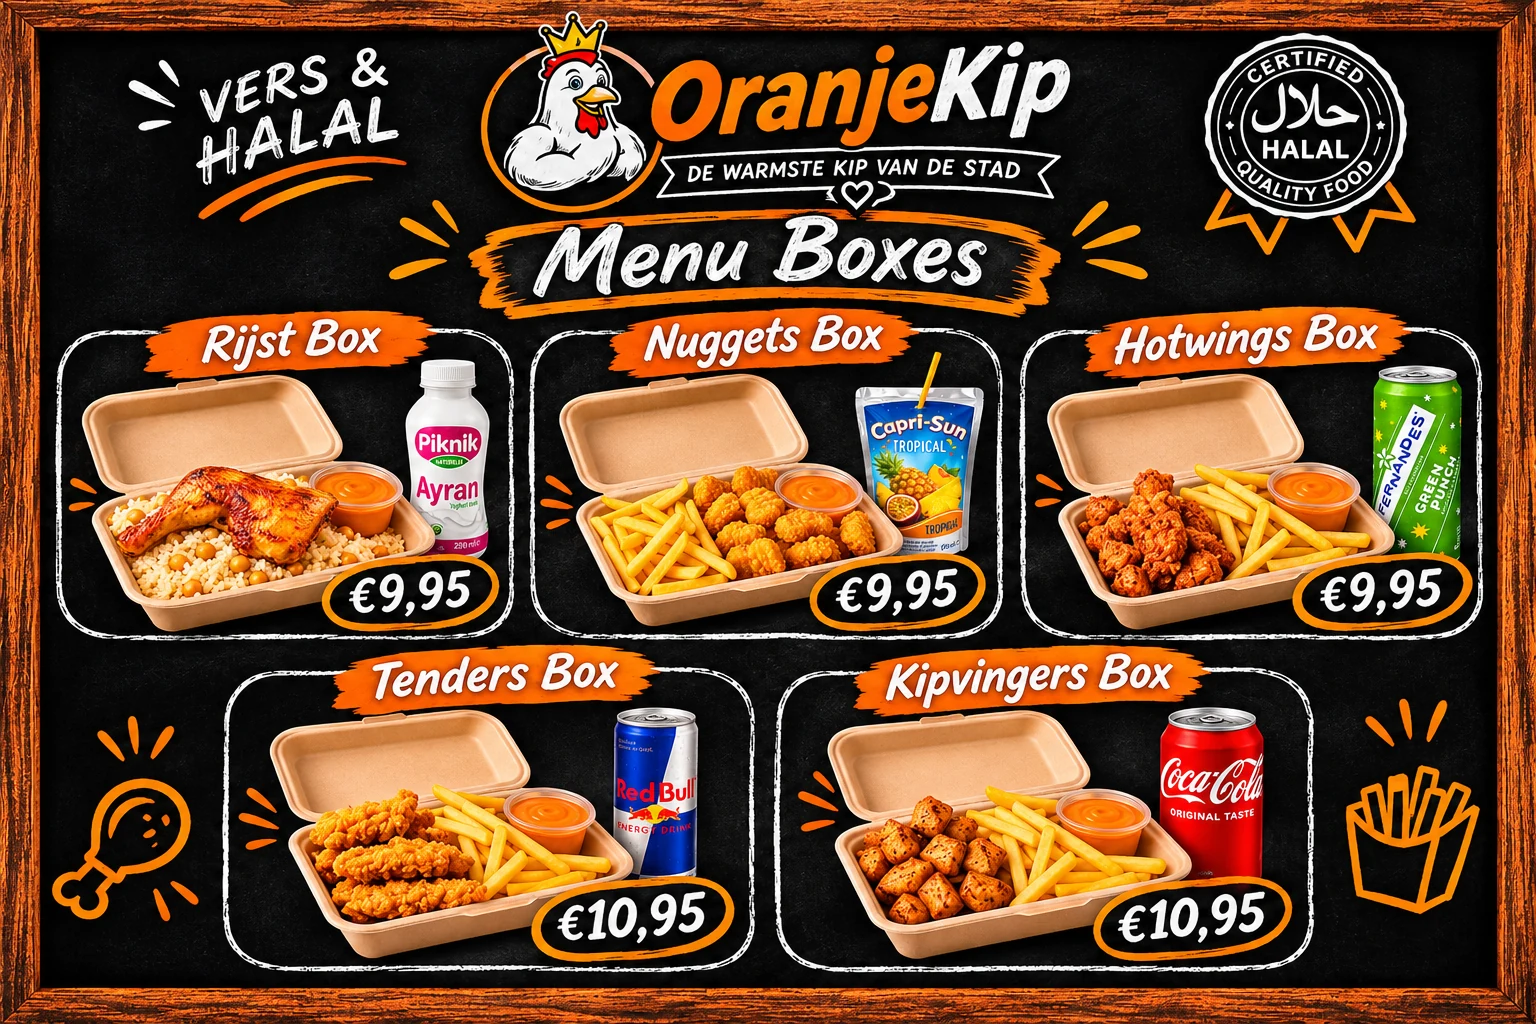 VERS &
HALAL
OranjeKip
DE WARMSTE KIP VAN DE STAD
CERTIFIED
حلال
HALAL
QUALITY FOOD
Menu Boxes
Rijst Box
Piknik
Ayran
€9,95
Nuggets Box
Capri-Sun
TROPICAL
TROPICAL
€9,95
Hotwings Box
FERNANDES
GREEN
PUNCH
€9,95
Tenders Box
Red Bull
ENERGY DRINK
€10,95
Kipvingers Box
Coca-Cola
ORIGINAL TASTE
€10,95